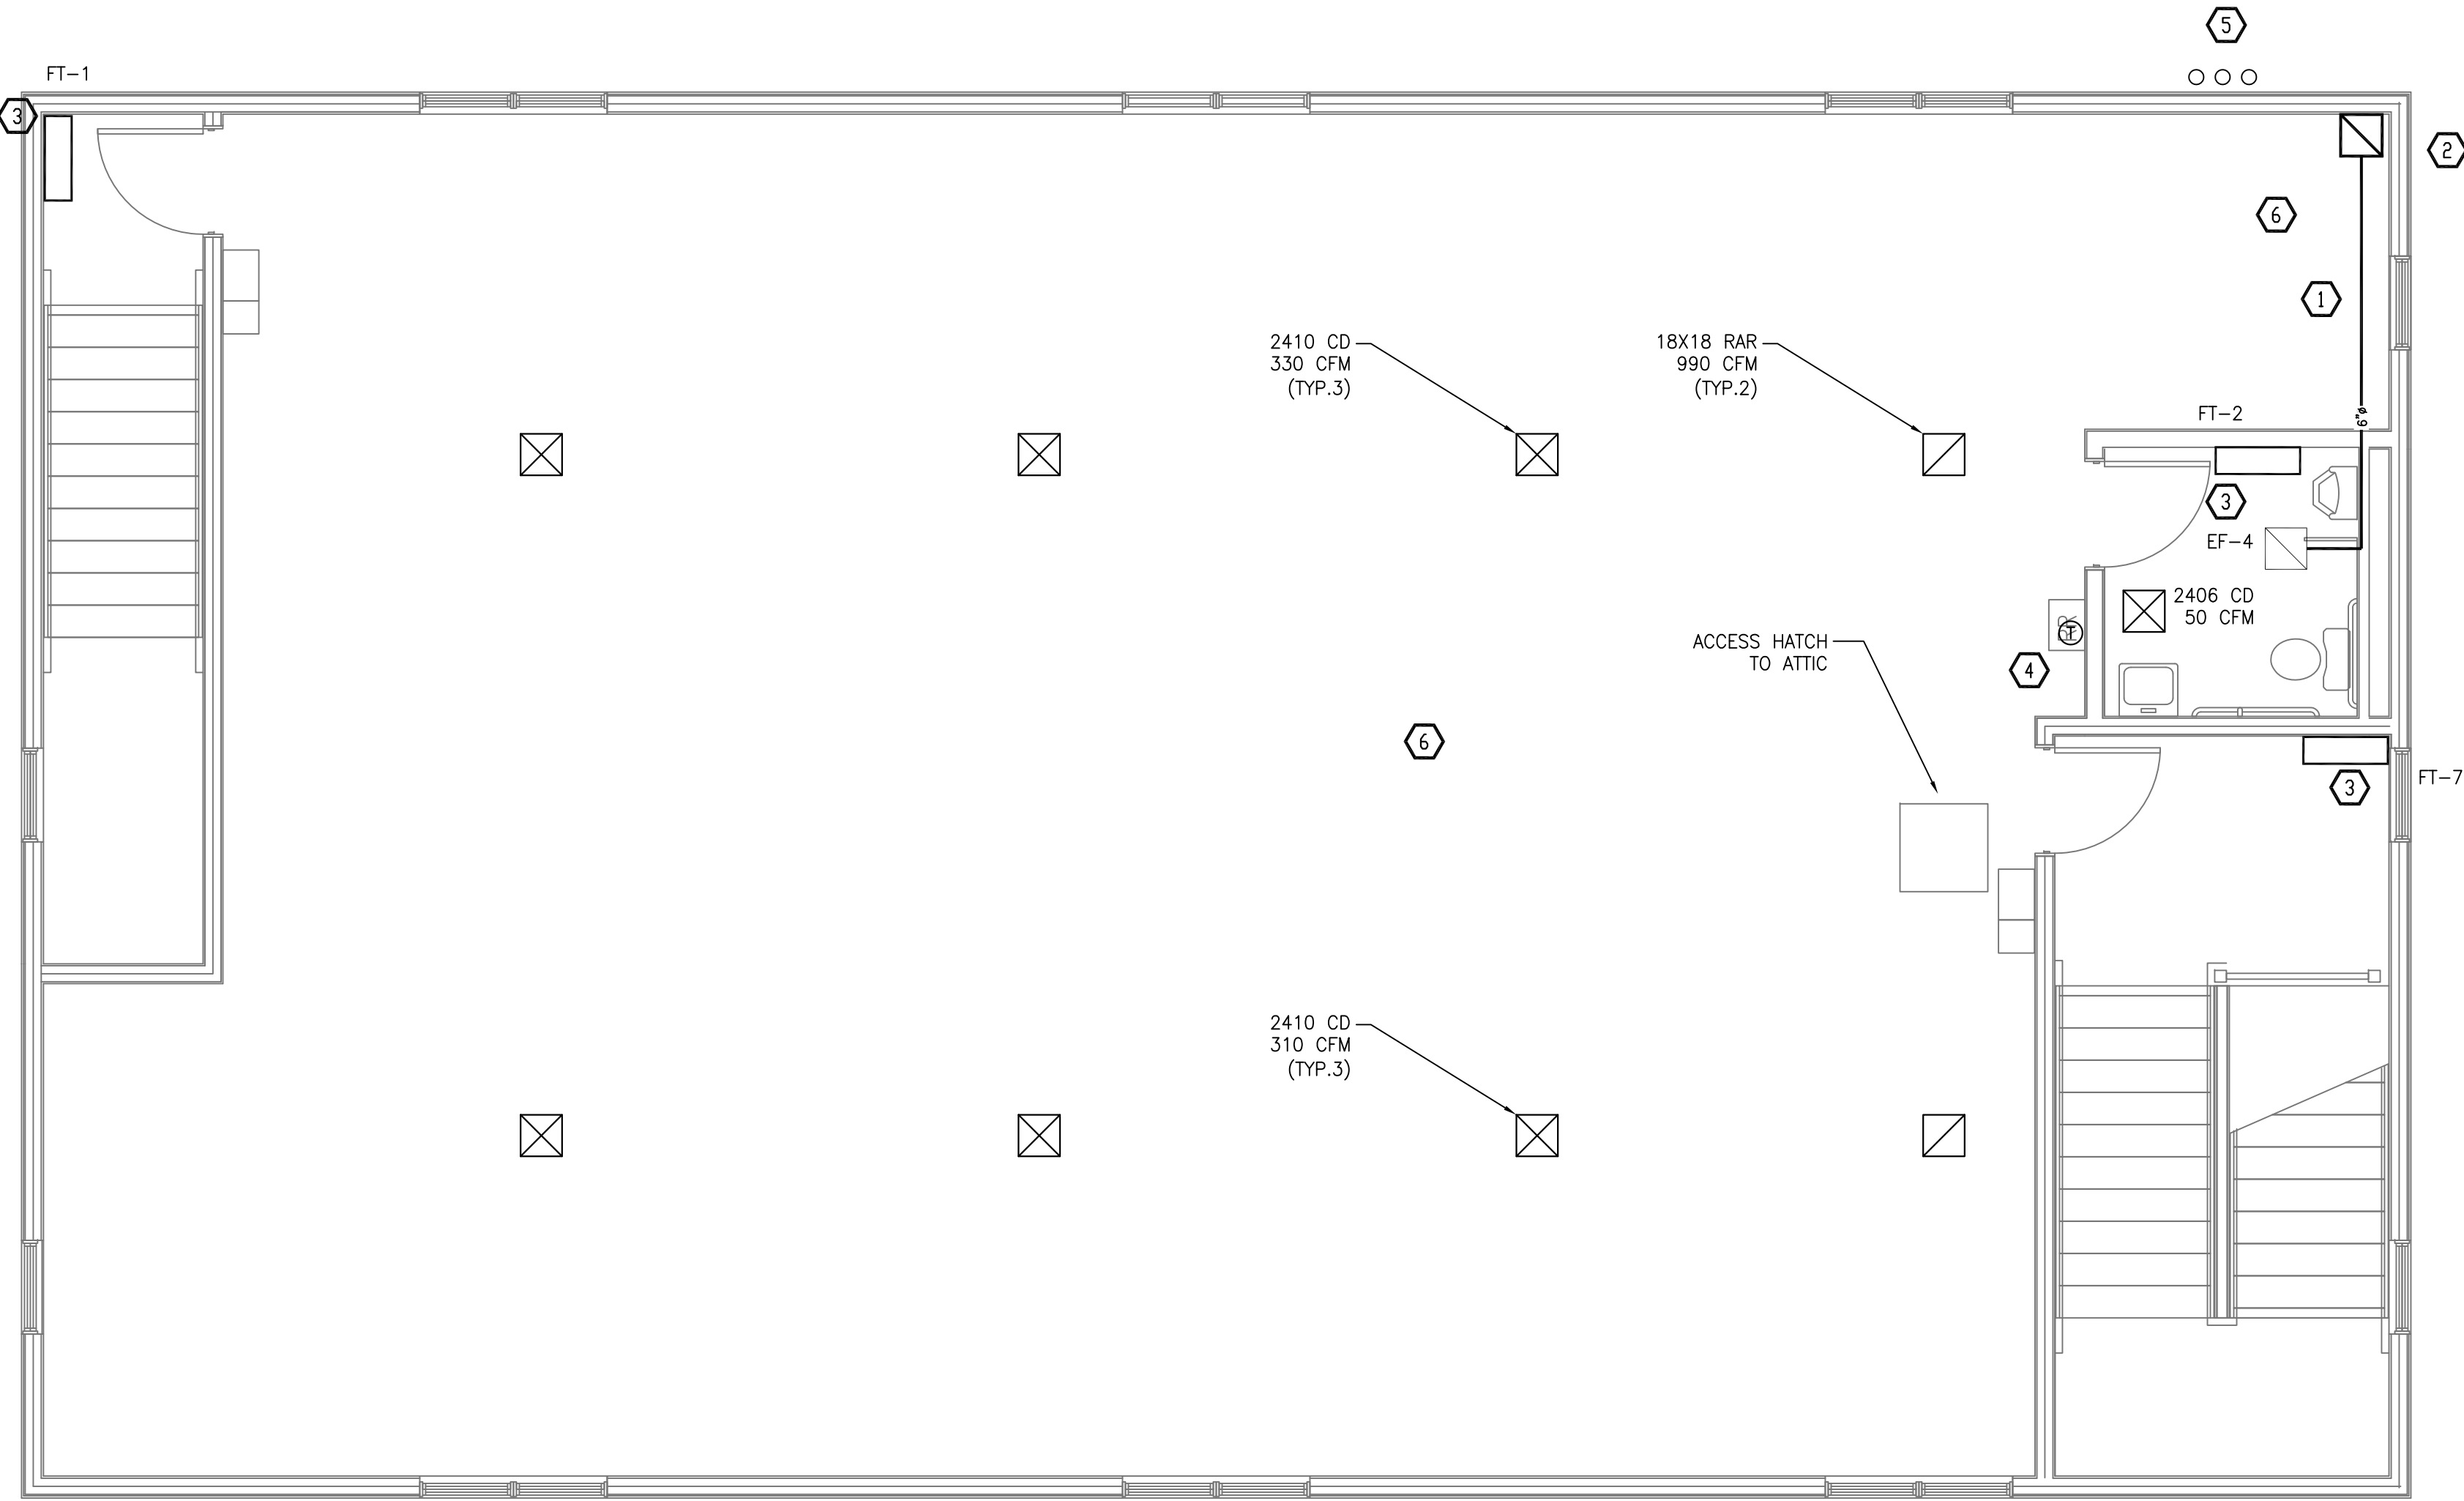 5
FT-1
3
2
6
1
2410 CD
330 CFM
(TYP.3)
18X18 RAR
990 CFM
(TYP.2)
FT-2
6"ø
3
EF-4
2406 CD
50 CFM
T
ACCESS HATCH
TO ATTIC
4
6
FT-7
3
2410 CD
310 CFM
(TYP.3)